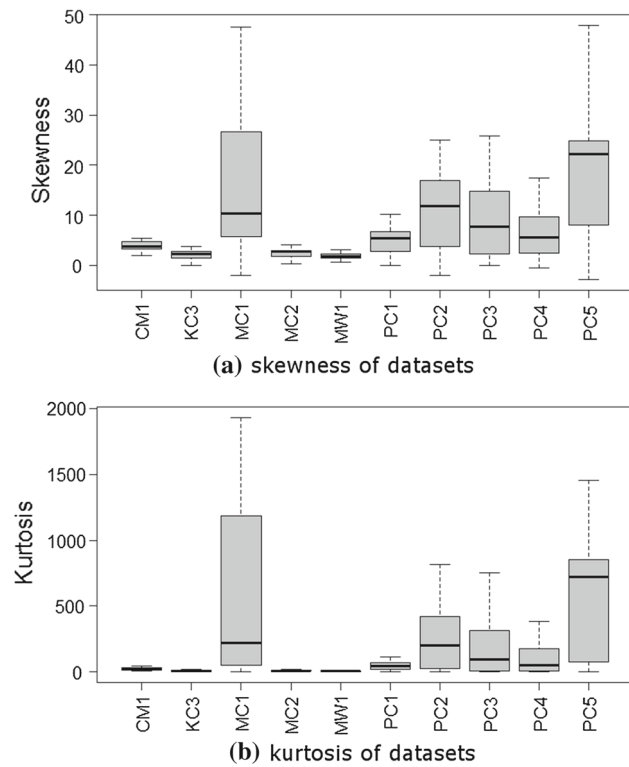 50
40
30
20
10
0
Skewness
CM1
KC3
MC1
MC2
MW1
PC1
PC2
PC3
PC4
PC5
(a) skewness of datasets
2000
1500
1000
500
0
Kurtosis
CM1
KC3
MC1
MC2
MW1
PC1
PC2
PC3
PC4
PC5
(b) kurtosis of datasets